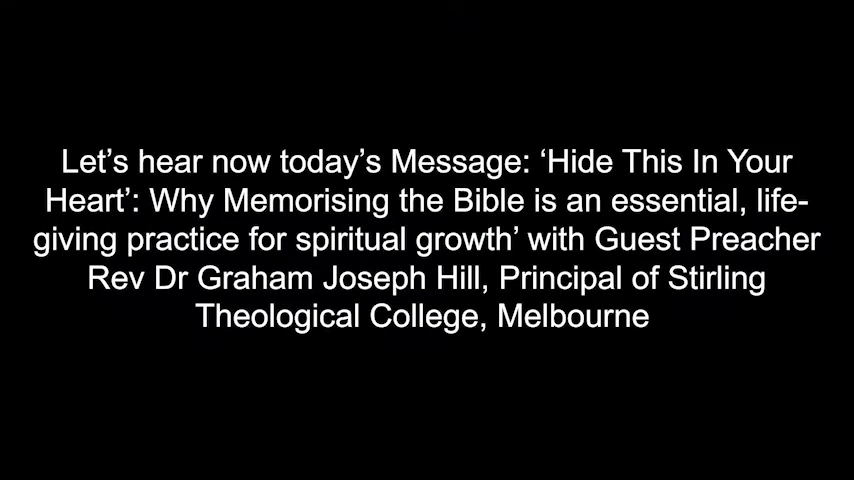 Let’s hear now today’s Message: ‘Hide This In Your
Heart’: Why Memorising the Bible is an essential, life-
giving practice for spiritual growth’ with Guest Preacher
Rev Dr Graham Joseph Hill, Principal of Stirling
Theological College, Melbourne